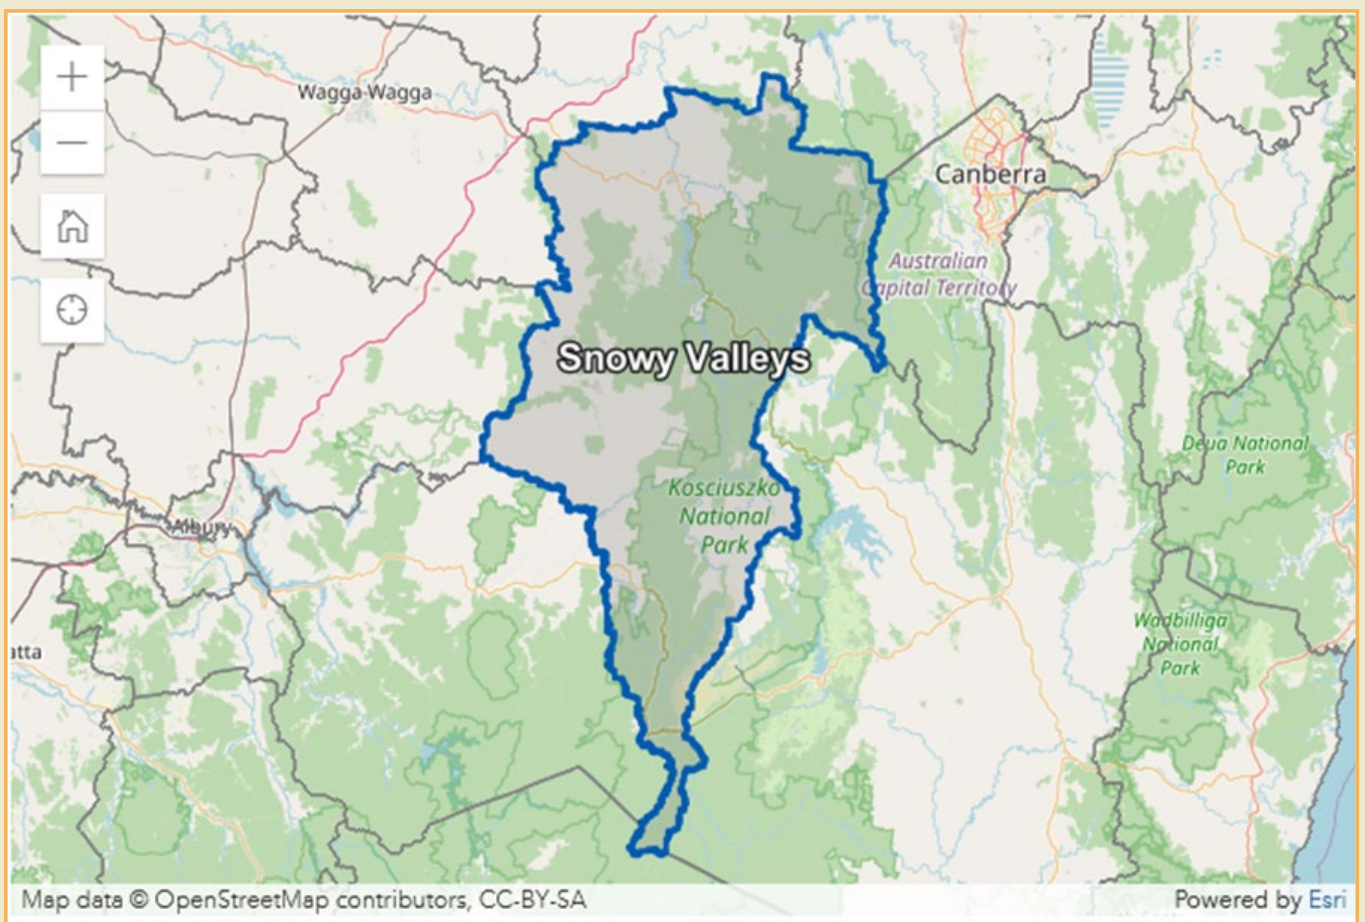 Wagga Wagga
Canberra
Australian
Capital Territory
Snowy Valleys
Deua National
Park
Kosciuszko
National
Park
Albury
Wadbilliga
National
Park
atta
Map data © OpenStreetMap contributors, CC-BY-SA
Powered by Esri